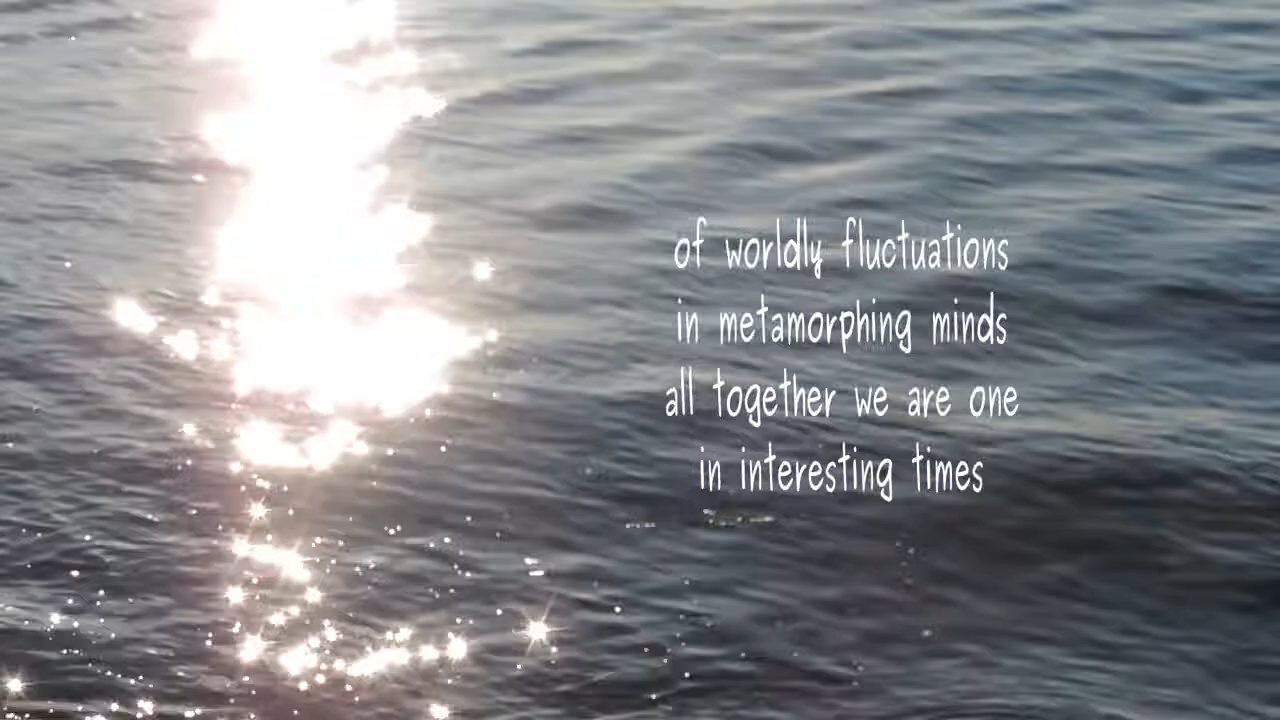 of worldly fluctuations
in metamorphing minds
all together we are one
in interesting times